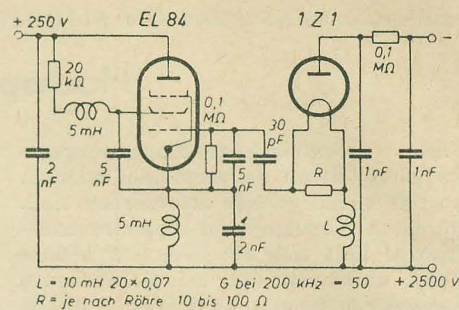 EL 84
1 Z 1
+ 250 V
20
kΩ
0,1
MΩ
5 mH
30
pF
0,1
MΩ
–
2
nF
5
nF
5
nF
R
1 nF
1 nF
5 mH
2 nF
L
+ 2500 V
L = 10 mH 20×0,07 G bei 200 kHz = 50
R = je nach Röhre 10 bis 100 Ω